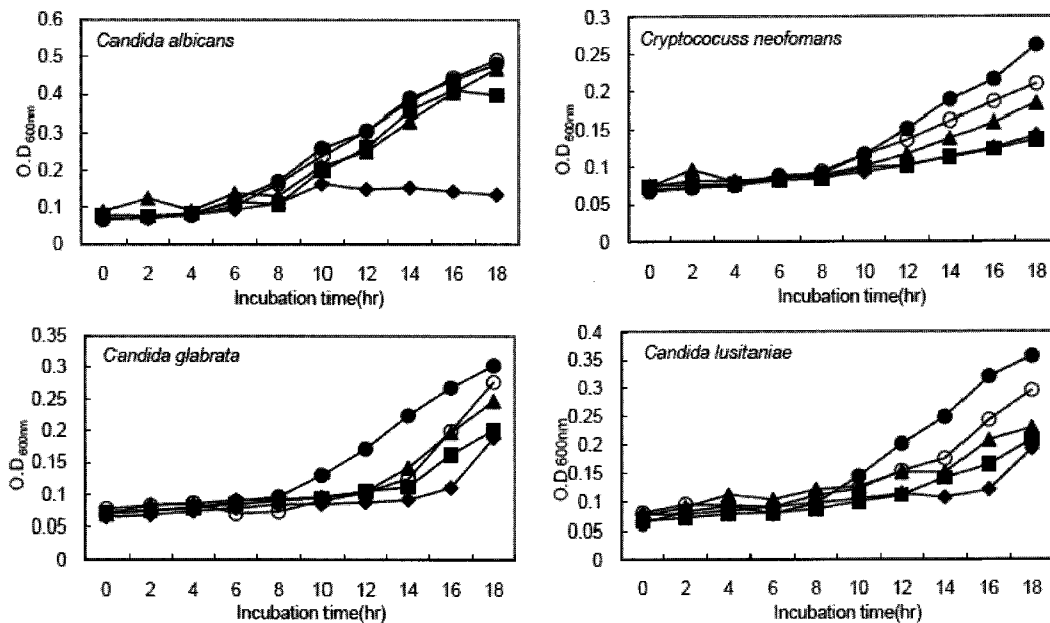 Candida albicans
0.6
0.5
0.4
0.3
0.2
0.1
0
O.D600nm
0 2 4 6 8 10 12 14 16 18
Incubation time(hr)
Cryptococuss neofomans
0.3
0.25
0.2
0.15
0.1
0.05
0
O.D600nm
0 2 4 6 8 10 12 14 16 18
Incubation time(hr)
Candida glabrata
0.35
0.3
0.25
0.2
0.15
0.1
0.05
0
O.D600nm
0 2 4 6 8 10 12 14 16 18
Incubation time(hr)
Candida lusitaniae
0.4
0.35
0.3
0.25
0.2
0.15
0.1
0.05
0
O.D600nm
0 2 4 6 8 10 12 14 16 18
Incubation time(hr)